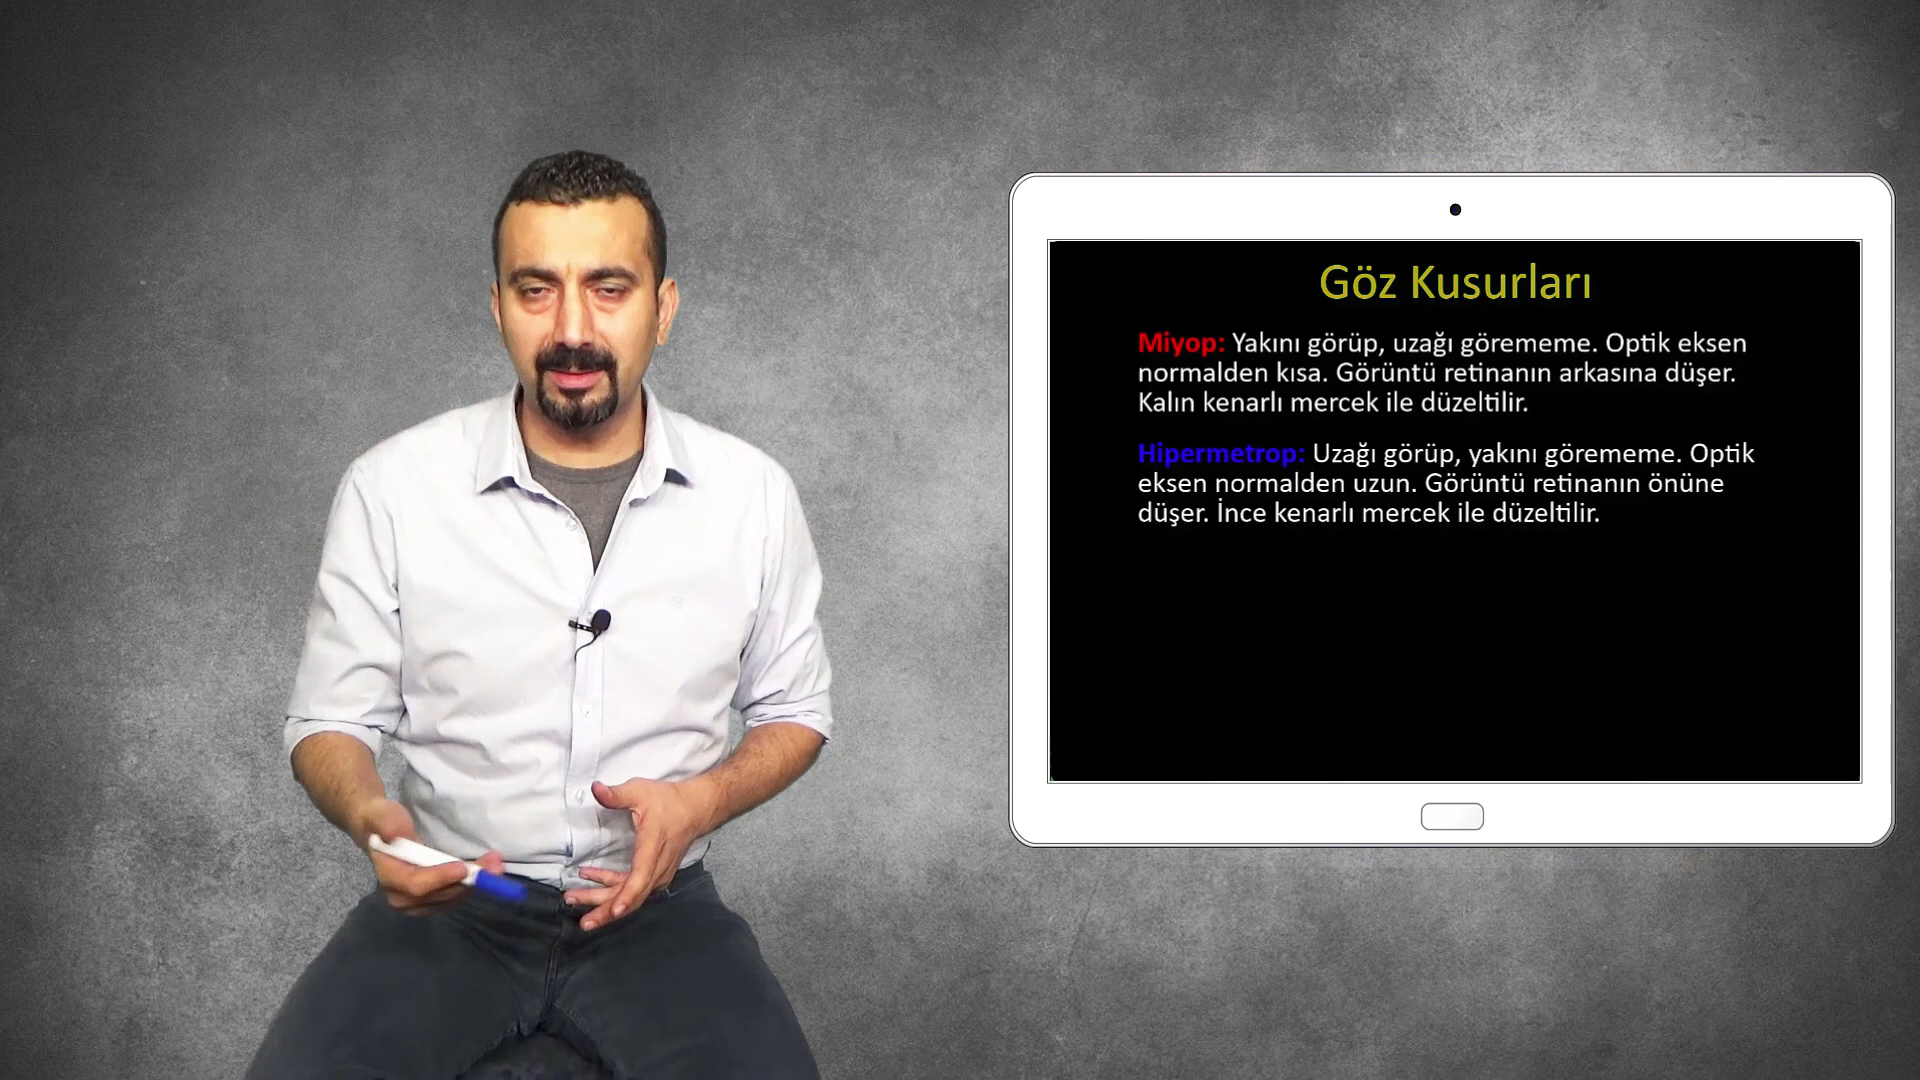 Göz Kusurları
Miyop: Yakını görüp, uzağı görememe. Optik eksen
normalden kısa. Görüntü retinanın arkasına düşer.
Kalın kenarlı mercek ile düzeltilir.
Hipermetrop: Uzağı görüp, yakını görememe. Optik
eksen normalden uzun. Görüntü retinanın önüne
düşer. İnce kenarlı mercek ile düzeltilir.